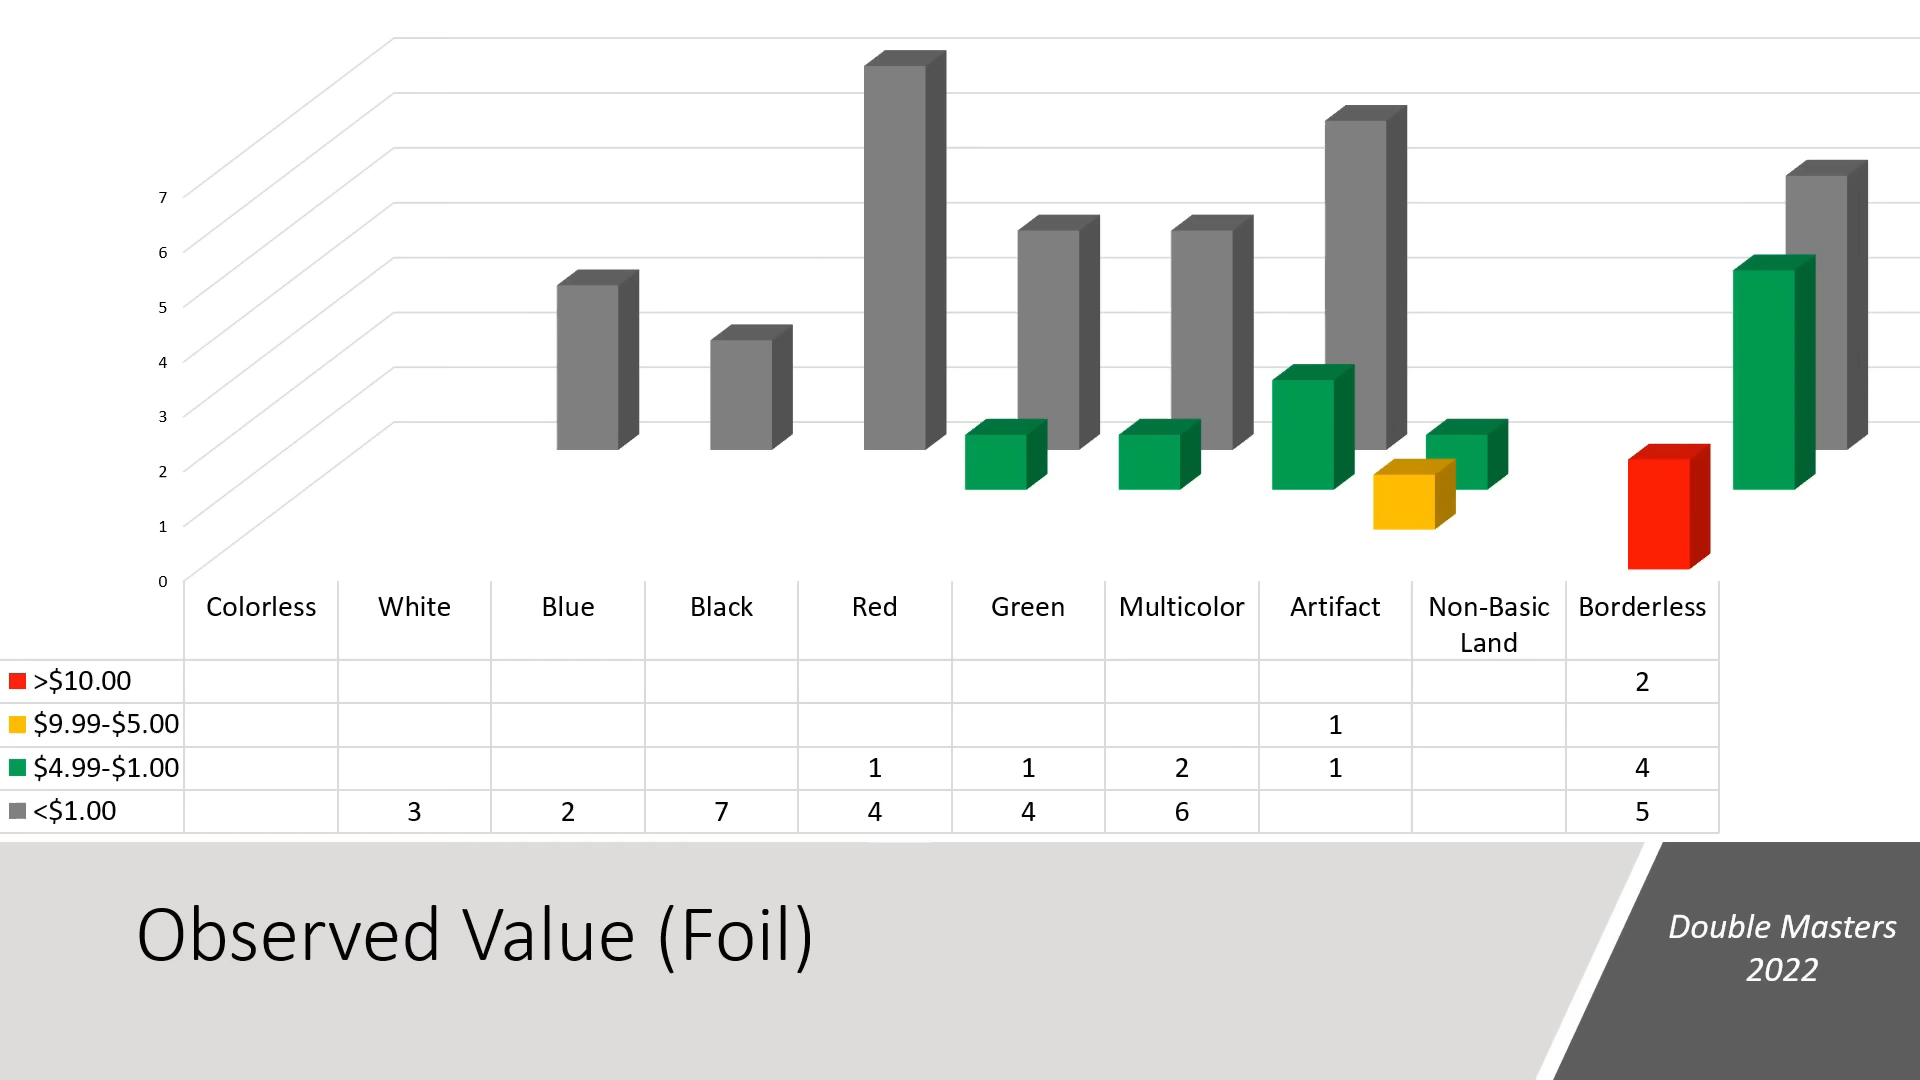 7
6
5
4
3
2
1
0
Colorless White Blue Black Red Green Multicolor Artifact Non-Basic Borderless
Land
>$10.00 2
$9.99-$5.00 1
$4.99-$1.00 1 1 2 1 4
<$1.00 3 2 7 4 4 6 5
Observed Value (Foil)
Double Masters
2022